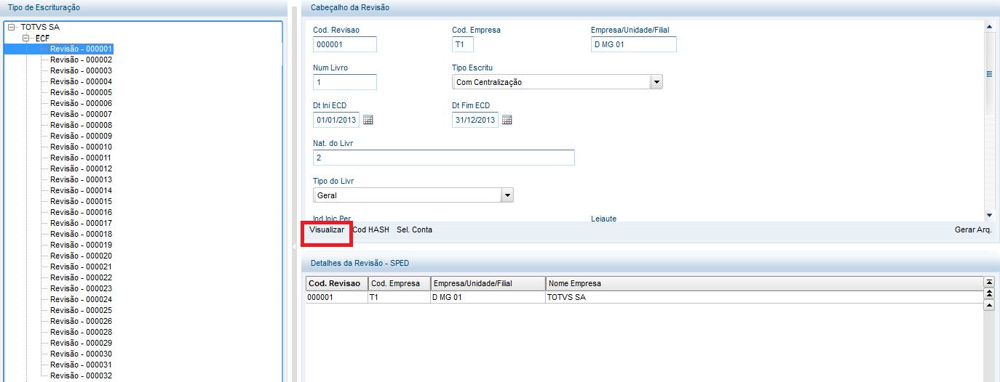 Tipo de Escrituração
TOTVS SA
ECF
Revisão - 000001
Revisão - 000002
Revisão - 000003
Revisão - 000004
Revisão - 000005
Revisão - 000006
Revisão - 000007
Revisão - 000008
Revisão - 000009
Revisão - 000010
Revisão - 000011
Revisão - 000012
Revisão - 000013
Revisão - 000014
Revisão - 000015
Revisão - 000016
Revisão - 000017
Revisão - 000018
Revisão - 000019
Revisão - 000020
Revisão - 000021
Revisão - 000022
Revisão - 000023
Revisão - 000024
Revisão - 000025
Revisão - 000026
Revisão - 000028
Revisão - 000029
Revisão - 000030
Revisão - 000031
Revisão - 000032
Cabeçalho da Revisão
Cod. Revisao Cod. Empresa Empresa/Unidade/Filial
000001 T1 D MG 01
Num Livro Tipo Escritu
1 Com Centralização
Dt Ini ECD Dt Fim ECD
01/01/2013 31/12/2013
Nat. do Livr
2
Tipo do Livr
Geral
Ind Inic Per Leiaute
Visualizar Cod HASH Sel. Conta Gerar Arq.
Detalhes da Revisão - SPED
Cod. Revisao Cod. Empresa Empresa/Unidade/Filial Nome Empresa
000001 T1 D MG 01 TOTVS SA